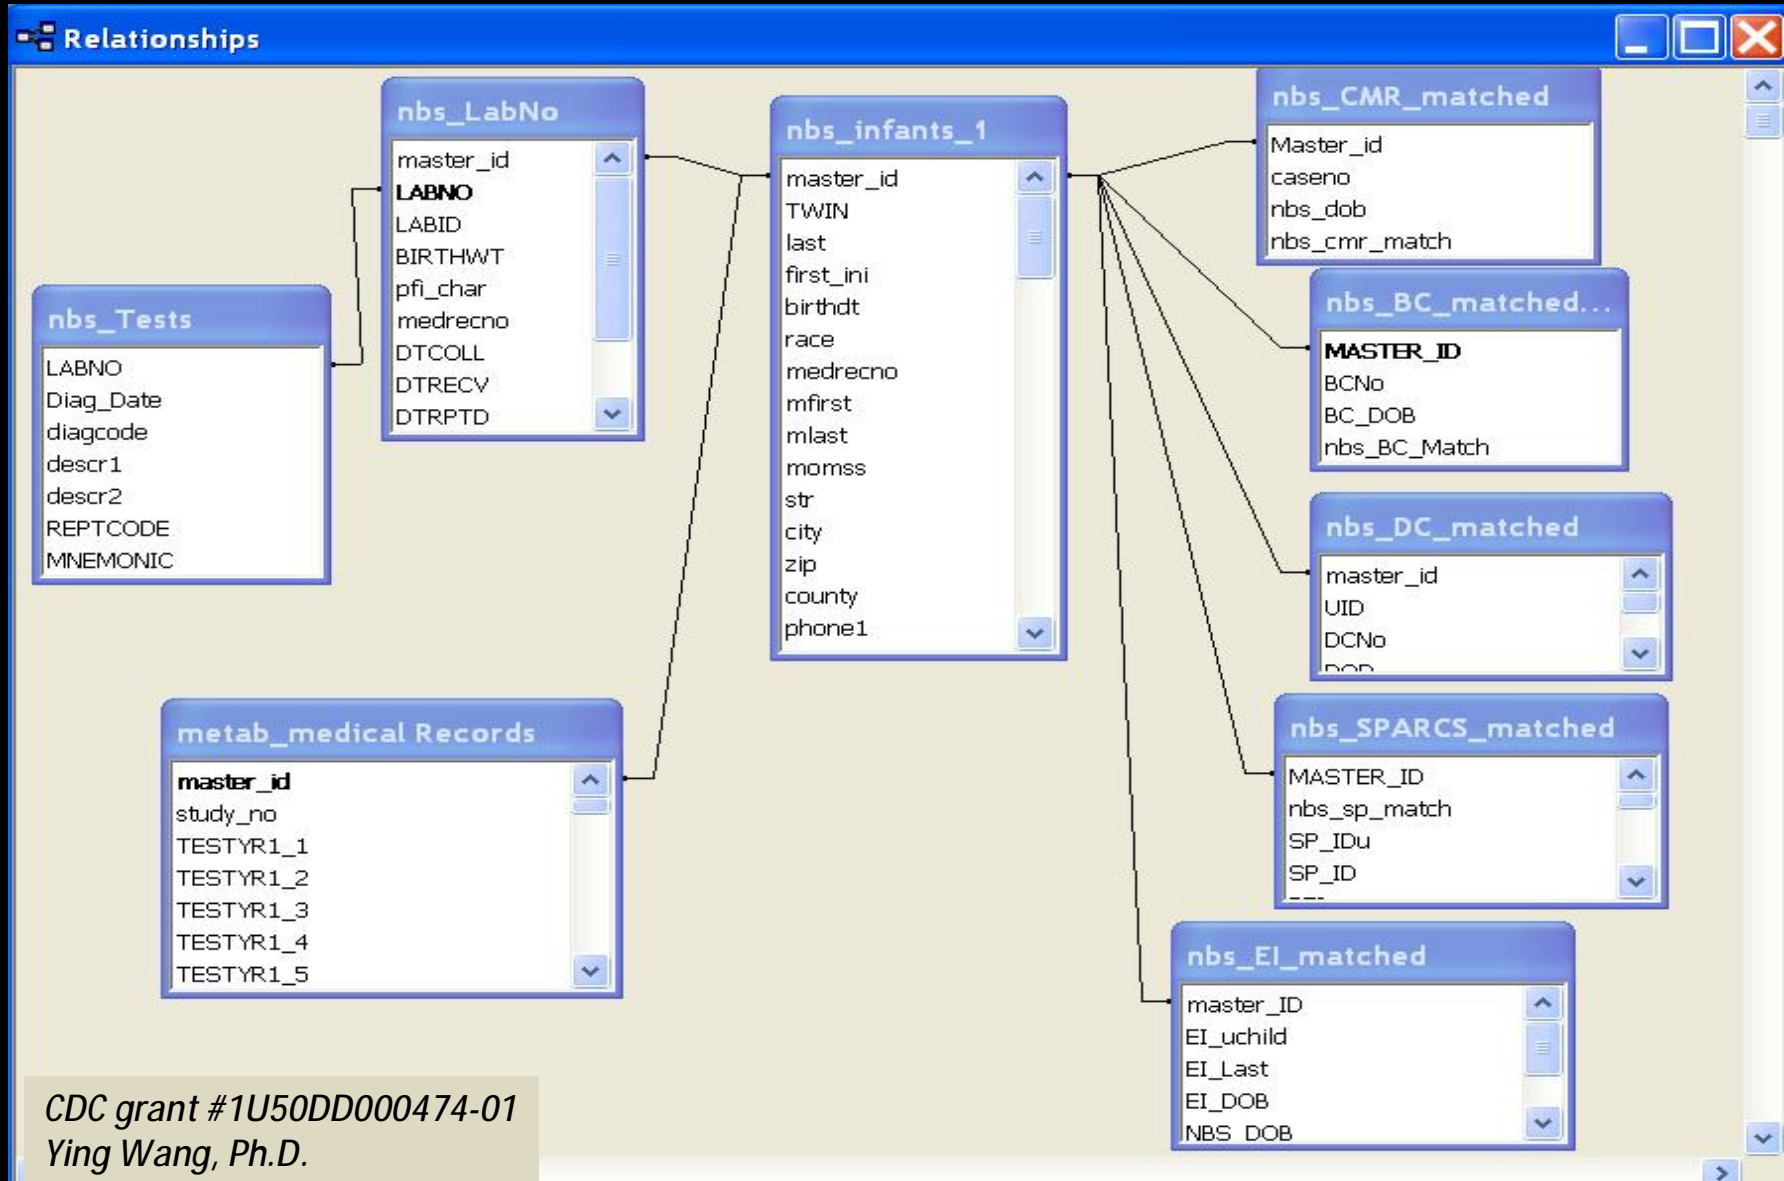 Relationships
nbs_LabNo
master_id
LABNO
LABID
BIRTHWT
pfi_char
medrecno
DTCOLL
DTRECV
DTRPTD
nbs_Tests
LABNO
Diag_Date
diagcode
descr1
descr2
REPTCODE
MNEMONIC
metab_medical Records
master_id
study_no
TESTYR1_1
TESTYR1_2
TESTYR1_3
TESTYR1_4
TESTYR1_5
nbs_infants_1
master_id
TWIN
last
first_ini
birthdt
race
medrecno
mfirst
mlast
momss
str
city
zip
county
phone1
nbs_CMR_matched
Master_id
caseno
nbs_dob
nbs_cmr_match
nbs_BC_matched...
MASTER_ID
BCNo
BC_DOB
nbs_BC_Match
nbs_DC_matched
master_id
UID
DCNo
nbs_SPARCS_matched
MASTER_ID
nbs_sp_match
SP_IDu
SP_ID
nbs_EI_matched
master_ID
EI_uchild
EI_Last
EI_DOB
NBS_DOB
CDC grant #1U50DD000474-01
Ying Wang, Ph.D.